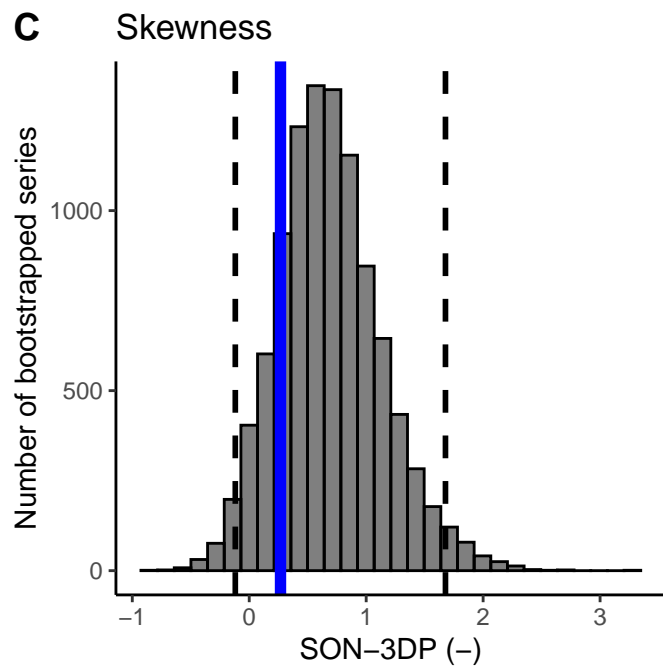 C Skewness
Number of bootstrapped series
1000
500
0
−1 0 1 2 3
SON−3DP (−)